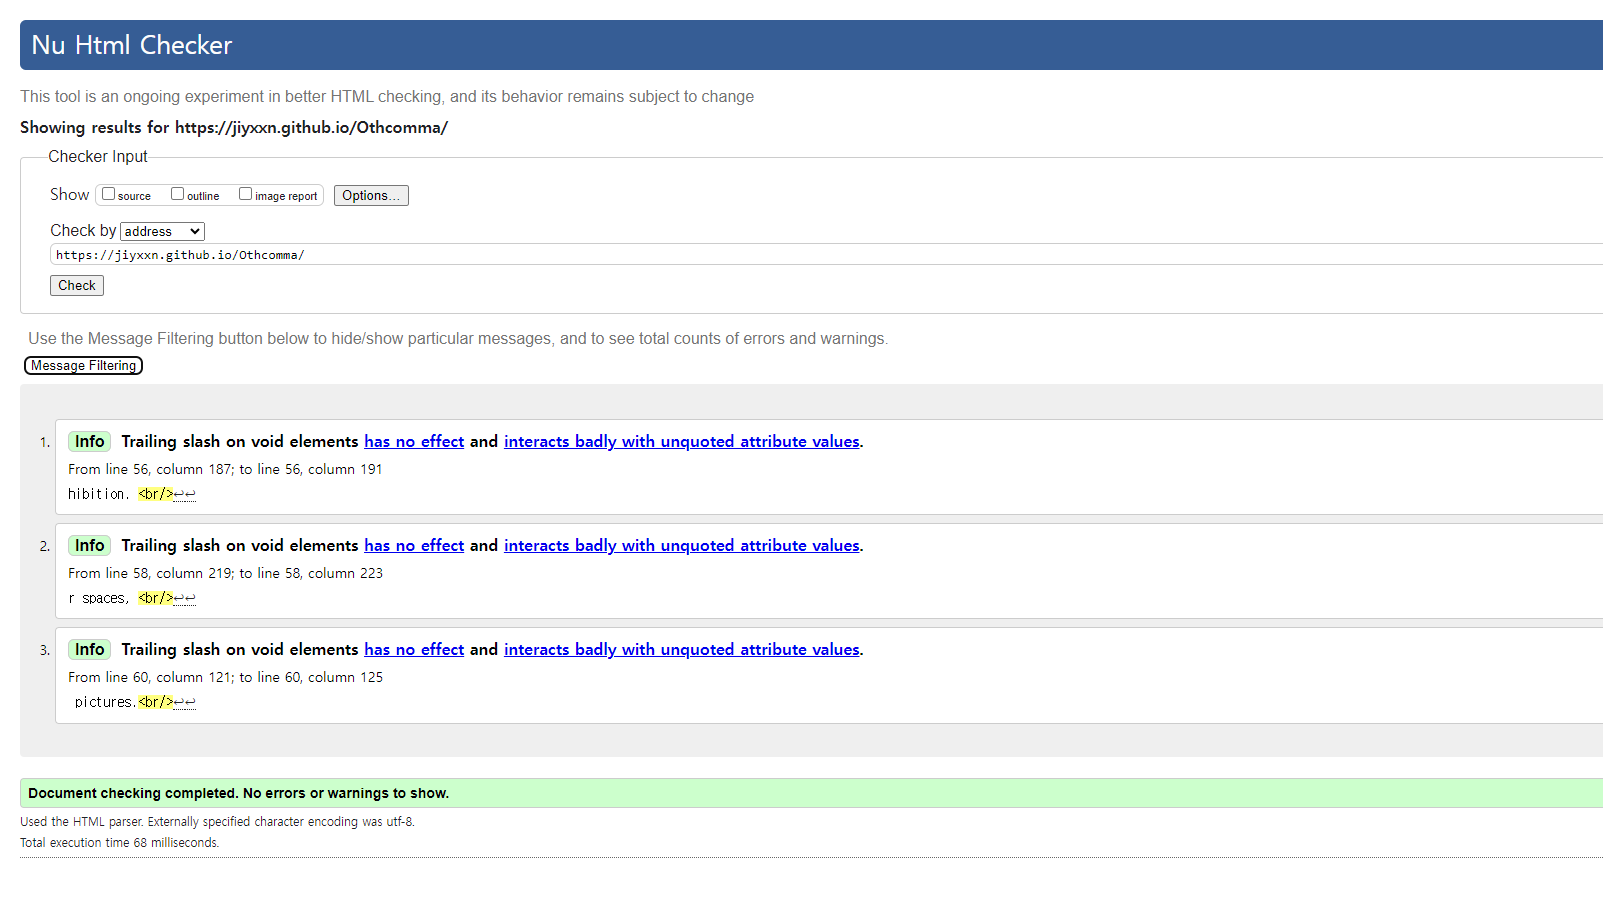 Nu Html Checker
This tool is an ongoing experiment in better HTML checking, and its behavior remains subject to change
Showing results for https://jiyxxn.github.io/Othcomma/
Checker Input
Show source outline image report Options...
Check by address
https://jiyxxn.github.io/Othcomma/
Check
Use the Message Filtering button below to hide/show particular messages, and to see total counts of errors and warnings.
Message Filtering
1. Info Trailing slash on void elements has no effect and interacts badly with unquoted attribute values.
From line 56, column 187; to line 56, column 191
hibition. <br/>↩↩
2. Info Trailing slash on void elements has no effect and interacts badly with unquoted attribute values.
From line 58, column 219; to line 58, column 223
r spaces, <br/>↩↩
3. Info Trailing slash on void elements has no effect and interacts badly with unquoted attribute values.
From line 60, column 121; to line 60, column 125
pictures.<br/>↩↩
Document checking completed. No errors or warnings to show.
Used the HTML parser. Externally specified character encoding was utf-8.
Total execution time 68 milliseconds.